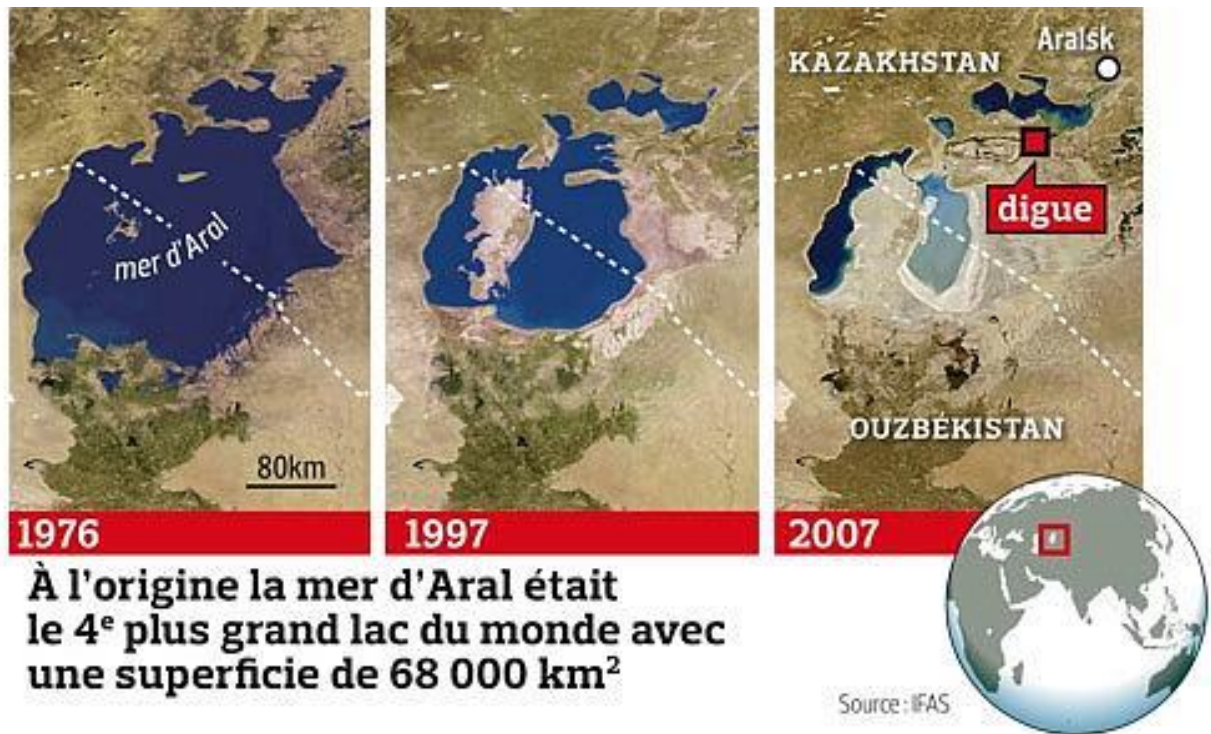 mer d'Aral
80km
1976
1997
KAZAKHSTAN
Aralsk
digue
OUZBÉKISTAN
2007
À l'origine la mer d'Aral était
le 4e plus grand lac du monde avec
une superficie de 68 000 km²
Source : IFAS